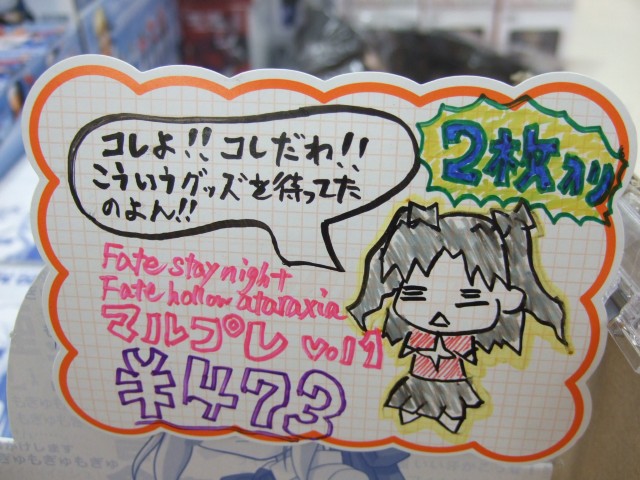 コレよ!! コレだわ!!
こういうグッズを待ってた
のよん!!
2枚入り
Fate stay night
Fate hollow ataraxia
マルプレ vol1
¥473